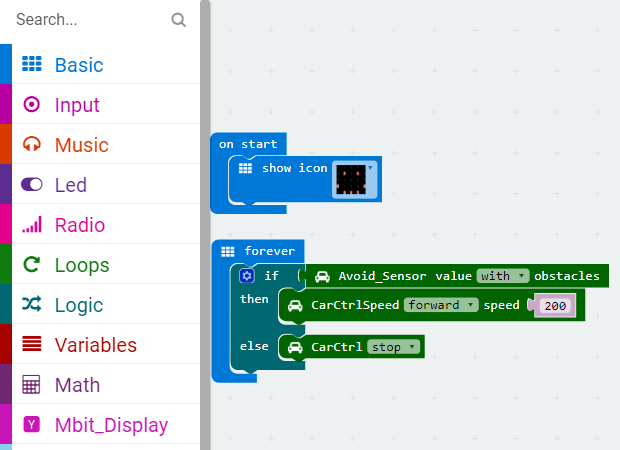 Search...
Basic
Input
Music
Led
Radio
Loops
Logic
Variables
Math
Y Mbit_Display
on start
show icon
forever
if Avoid_Sensor value with obstacles
then CarCtrlSpeed forward speed 200
else CarCtrl stop